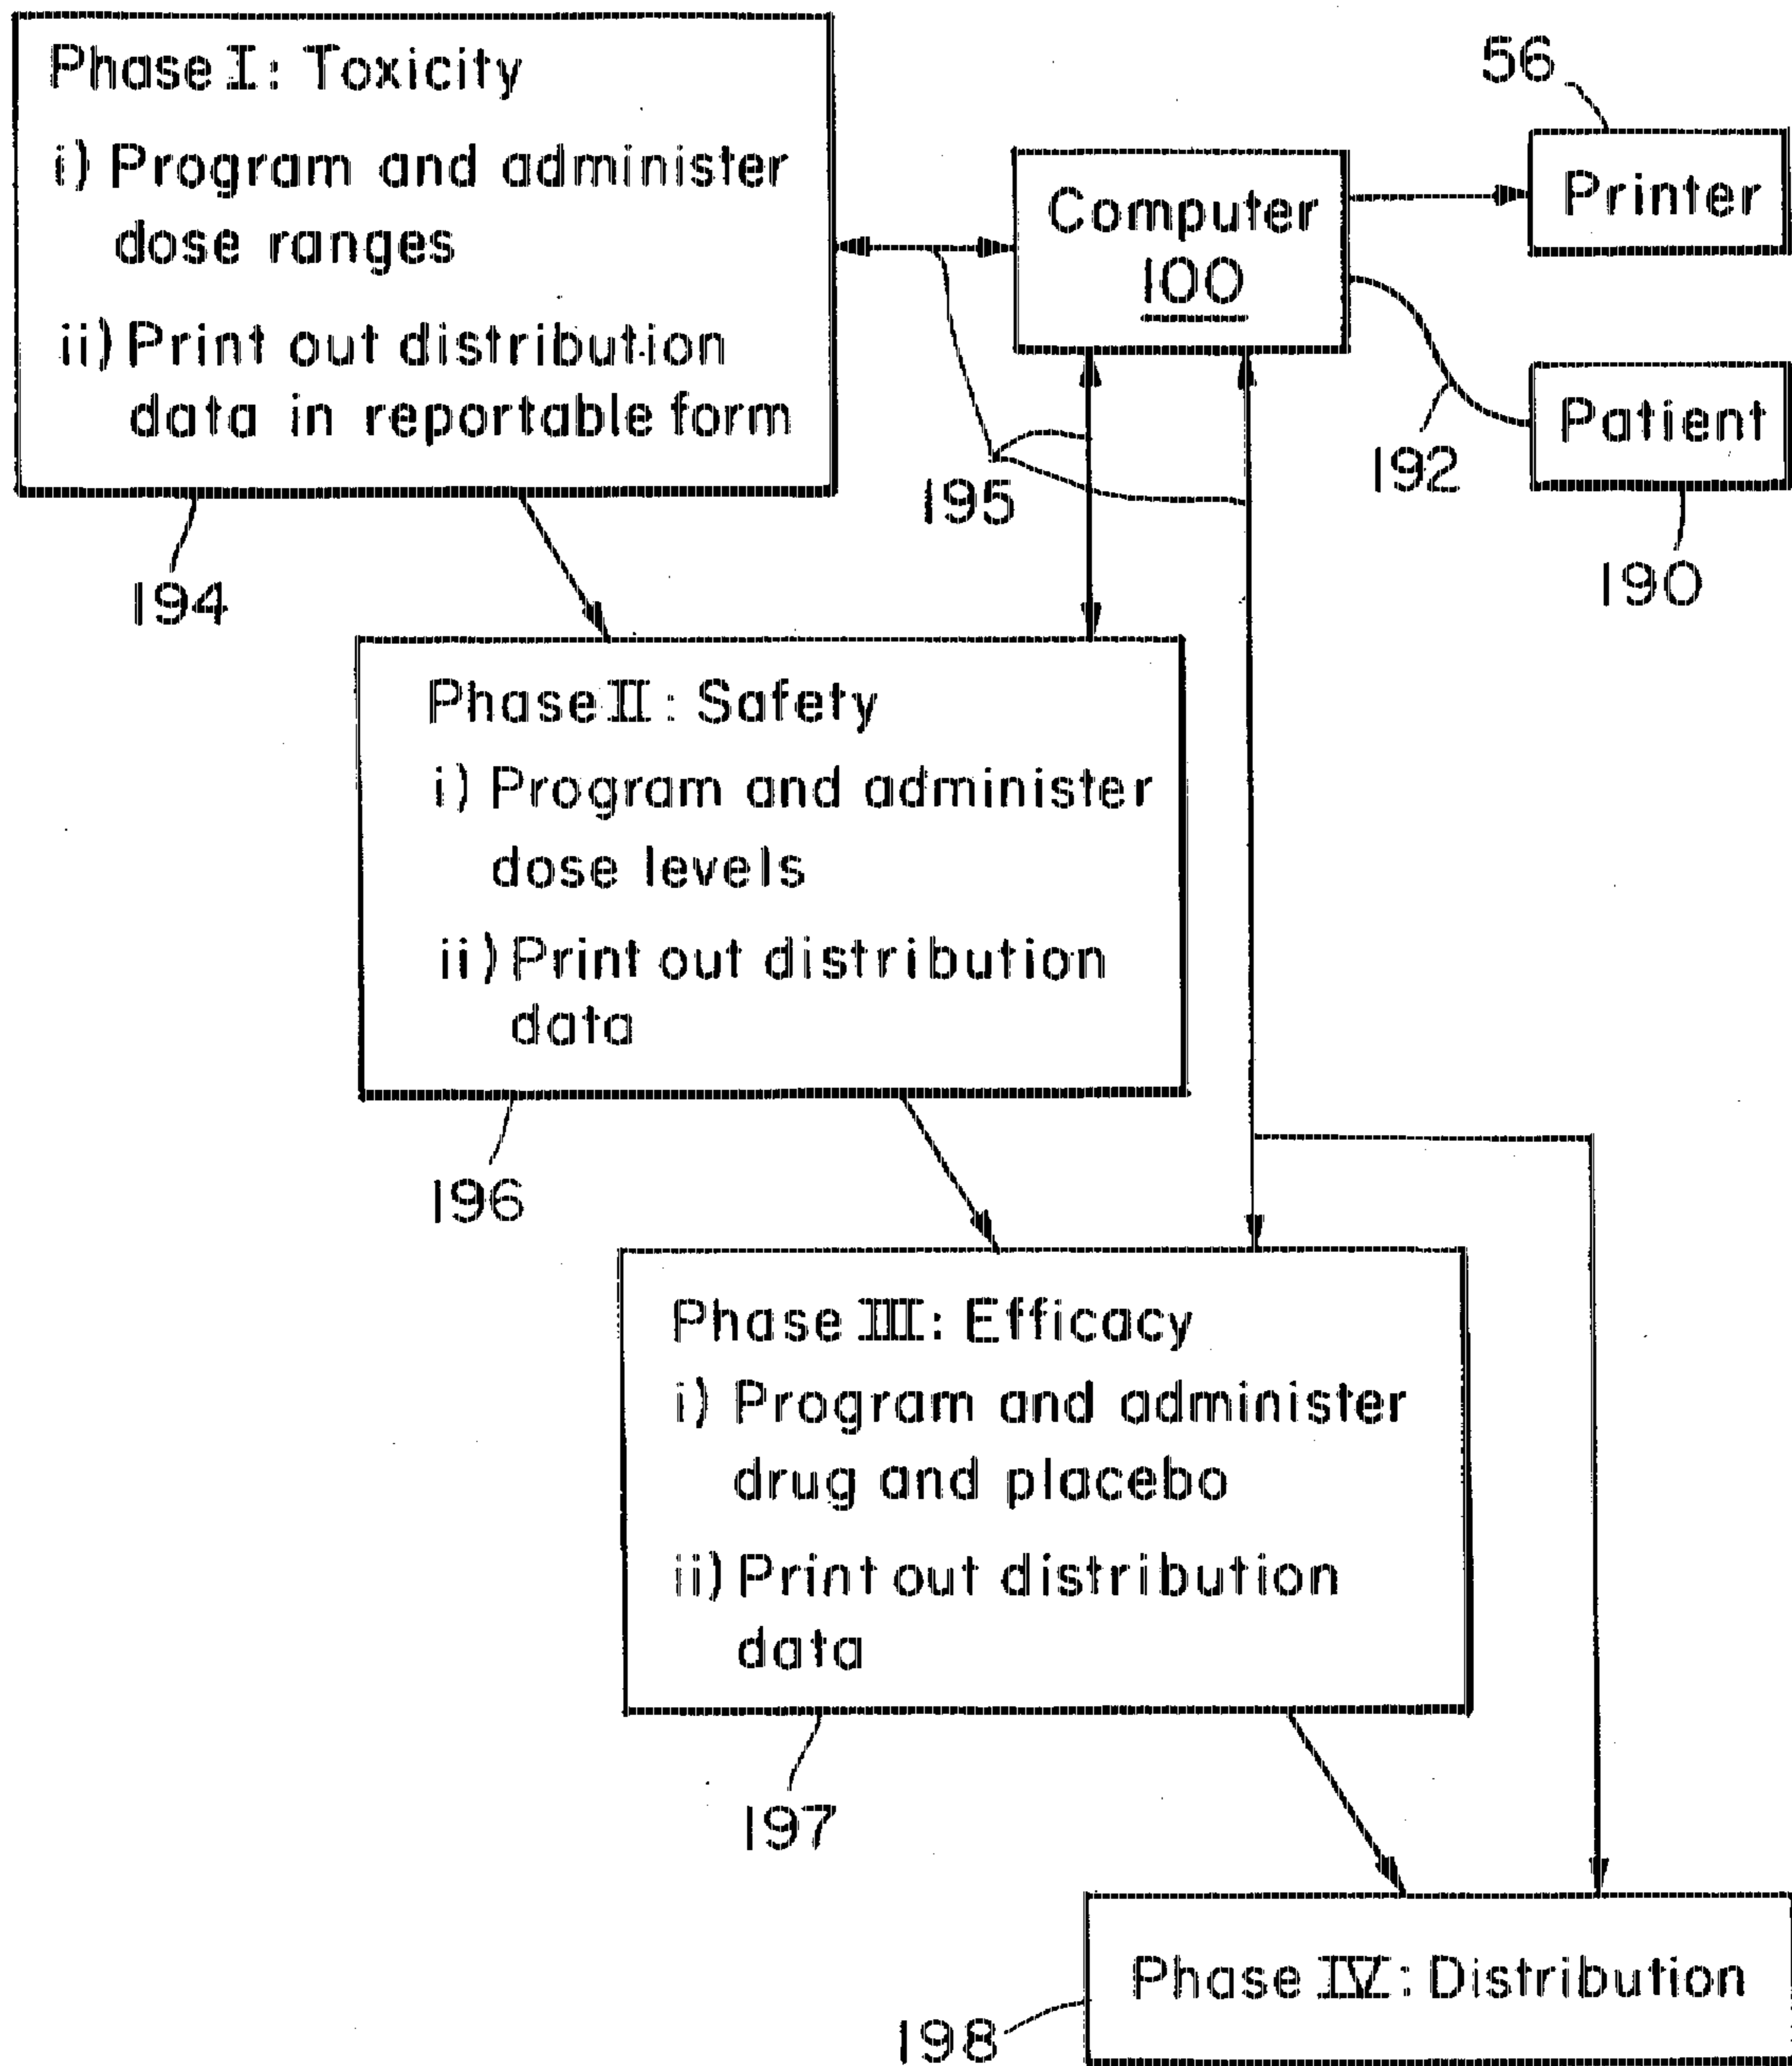 Phase I: Toxicity
i) Program and administer
dose ranges
ii) Print out distribution
data in reportable form
194
Computer
100
56
Printer
Patient
192
190
195
Phase II: Safety
i) Program and administer
dose levels
ii) Print out distribution
data
196
Phase III: Efficacy
i) Program and administer
drug and placebo
ii) Print out distribution
data
197
Phase IV: Distribution
198